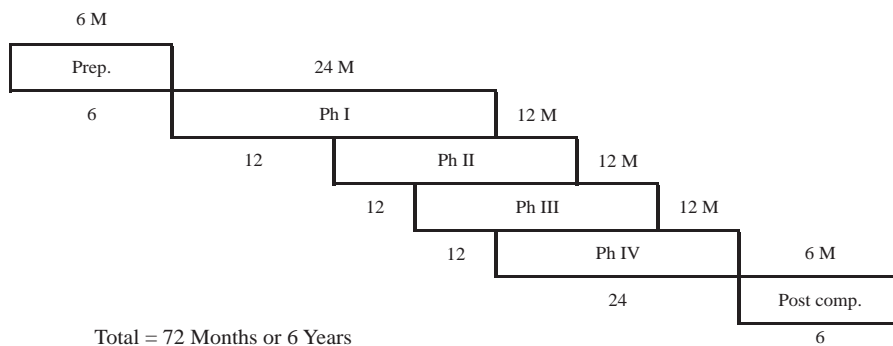 6 M
Prep.
24 M
6
Ph I
12 M
12
Ph II
12 M
12
Ph III
12 M
12
Ph IV
6 M
24
Post comp.
Total = 72 Months or 6 Years
6